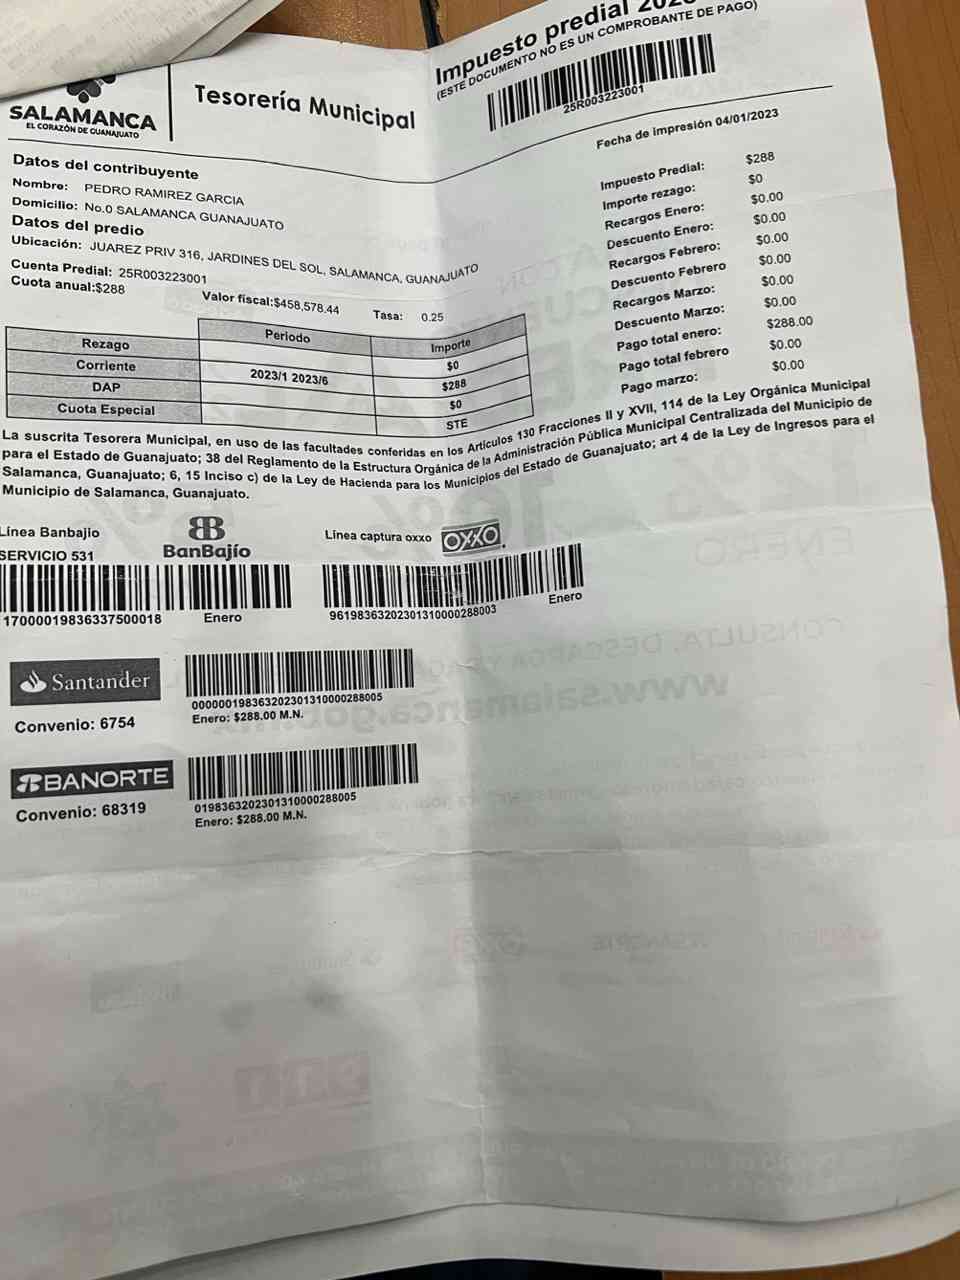 SALAMANCA
EL CORAZÓN DE GUANAJUATO
Tesorería Municipal
Impuesto predial
(ESTE DOCUMENTO NO ES UN COMPROBANTE DE PAGO)
25R003223001
Fecha de impresión 04/01/2023
Datos del contribuyente
Nombre: PEDRO RAMIREZ GARCIA
Domicilio: No.0 SALAMANCA GUANAJUATO
Datos del predio
Ubicación: JUAREZ PRIV 316, JARDINES DEL SOL, SALAMANCA, GUANAJUATO
Cuenta Predial: 25R003223001
Cuota anual:$288 Valor fiscal:$458,578.44 Tasa: 0.25
Impuesto Predial: $288
Importe rezago: $0
Recargos Enero: $0.00
Descuento Enero: $0.00
Recargos Febrero: $0.00
Descuento Febrero $0.00
Recargos Marzo: $0.00
Descuento Marzo: $0.00
Pago total enero: $288.00
Pago total febrero $0.00
Pago marzo: $0.00
Periodo Importe
Rezago $0
Corriente 2023/1 2023/6 $288
DAP $0
Cuota Especial STE
La suscrita Tesorera Municipal, en uso de las facultades conferidas en los Artículos 130 Fracciones II y XVII, 114 de la Ley Orgánica Municipal
para el Estado de Guanajuato; 38 del Reglamento de la Estructura Orgánica de la Administración Pública Municipal Centralizada del Municipio de
Salamanca, Guanajuato; 6, 15 Inciso c) de la Ley de Hacienda para los Municipios del Estado de Guanajuato; art 4 de la Ley de Ingresos para el
Municipio de Salamanca, Guanajuato.
Línea Banbajio
SERVICIO 531
BanBajío
Línea captura oxxo OXXO
17000019836337500018 Enero
96198363202301310000288003 Enero
Santander
Convenio: 6754
0000001983632023013100002880​05
Enero: $288.00 M.N.
BANORTE
Convenio: 68319
0198363202301310000288005
Enero: $288.00 M.N.